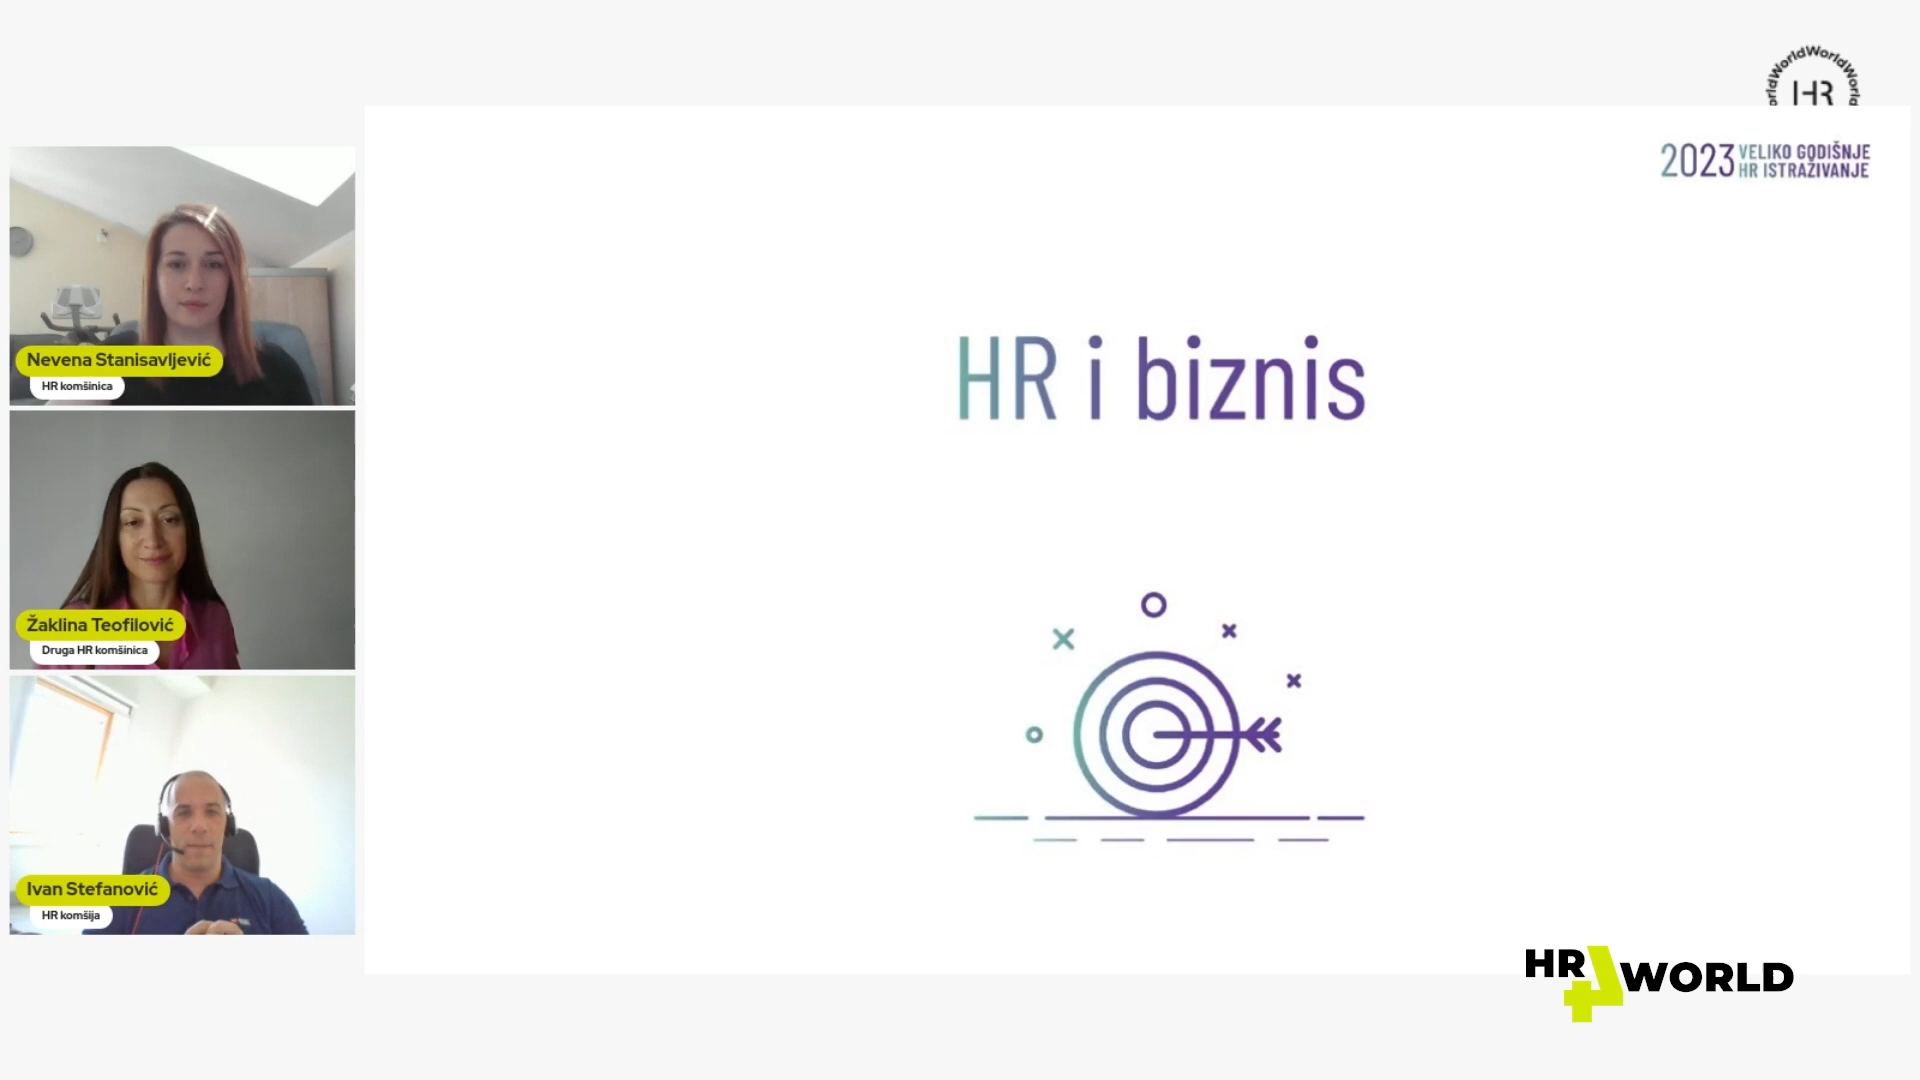 WorldWorldWorldWorld
HR
2023 VELIKO GODIŠNJE
HR ISTRAŽIVANJE
Nevena Stanisavljević
HR komšinica
Žaklina Teofilović
Druga HR komšinica
Ivan Stefanović
HR komšija
HR i biznis
HR4WORLD